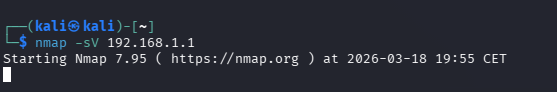 ┌──(kali㉿kali)-[~]
└─$ nmap -sV 192.168.1.1
Starting Nmap 7.95 ( https://nmap.org ) at 2026-03-18 19:55 CET